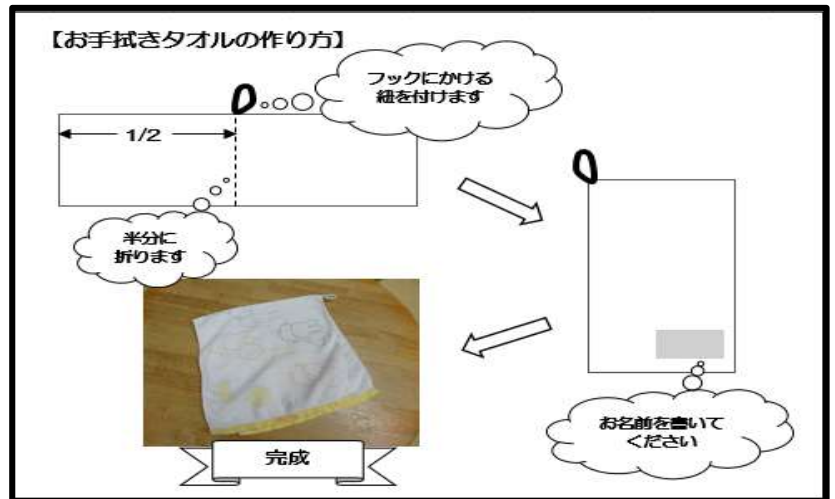 【お手拭きタオルの作り方】
フックにかける
紐を付けます
1/2
半分に
折ります
お名前を書いて
ください
完成